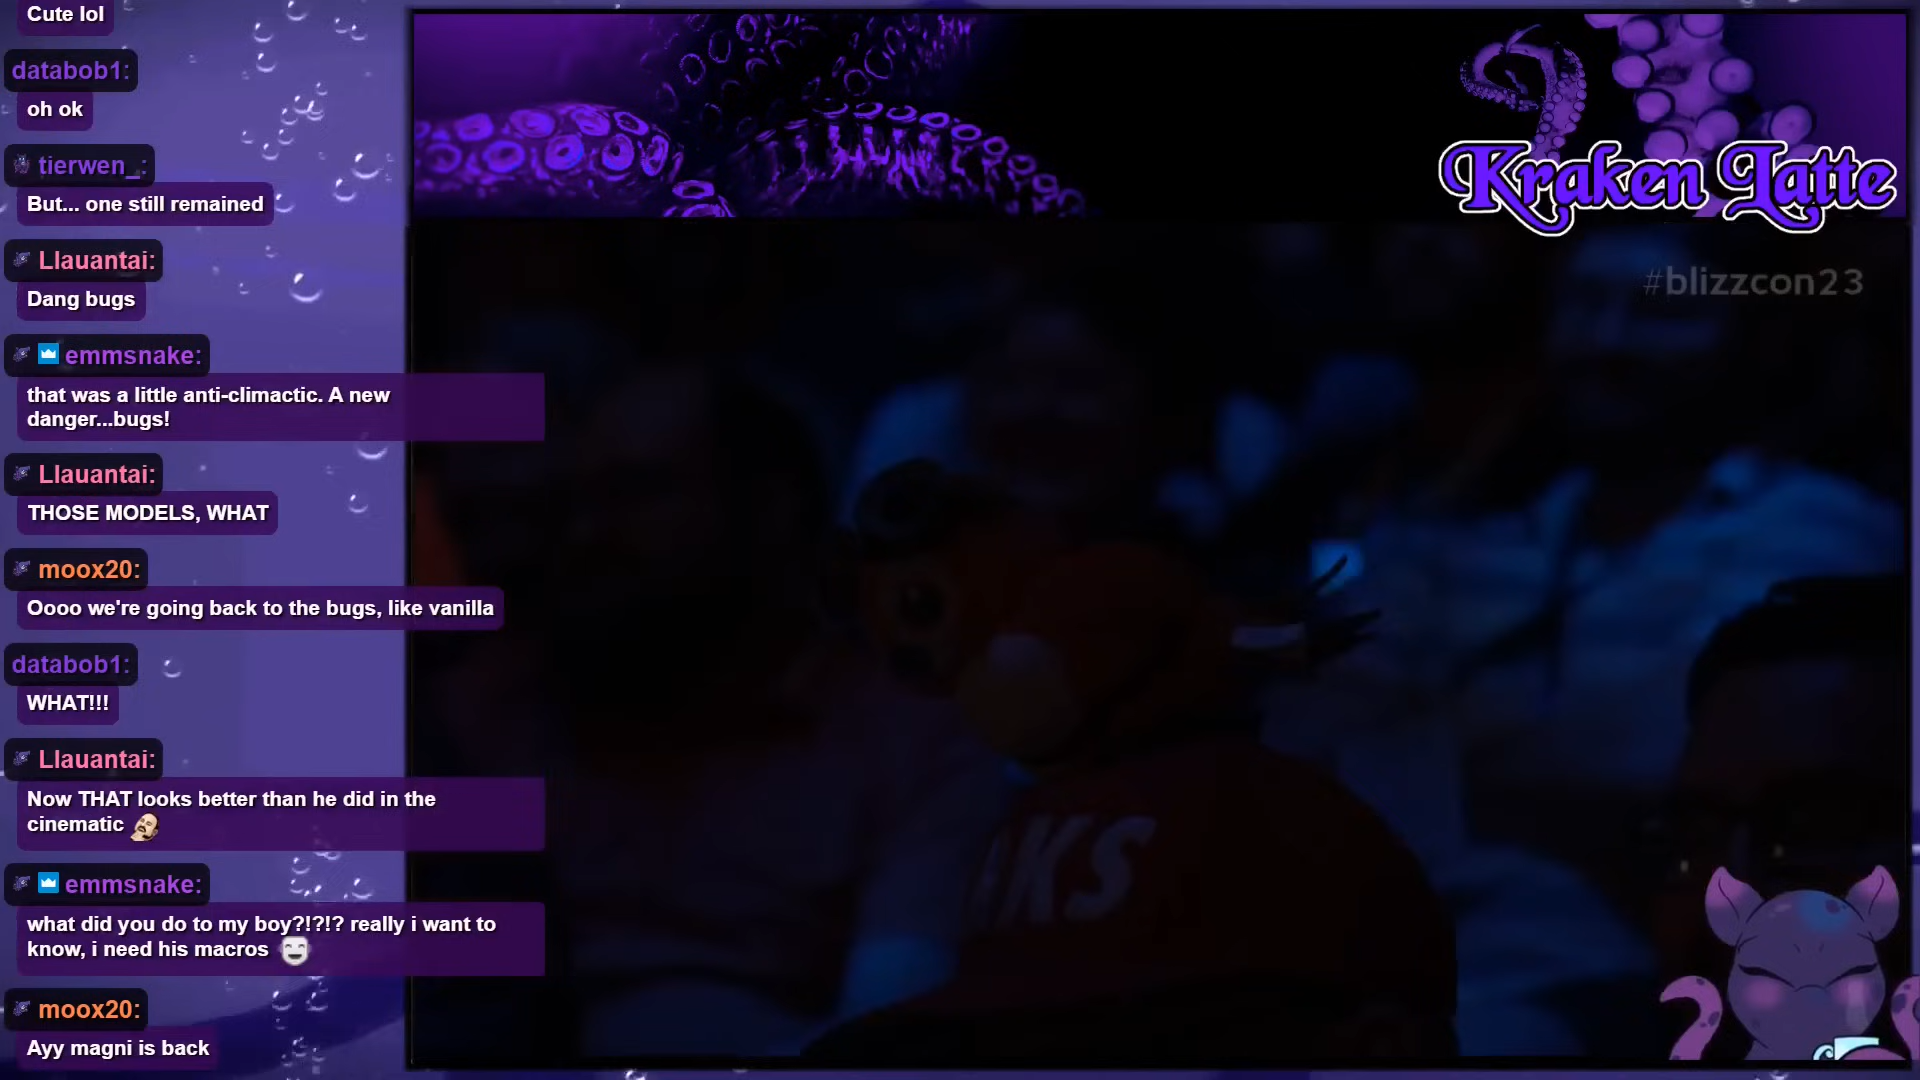 Cute lol
databob1:
oh ok
tierwen_:
But... one still remained
Llauantai:
Dang bugs
emmsnake:
that was a little anti-climactic. A new
danger...bugs!
Llauantai:
THOSE MODELS, WHAT
moox20:
Oooo we're going back to the bugs, like vanilla
databob1:
WHAT!!!
Llauantai:
Now THAT looks better than he did in the
cinematic
emmsnake:
what did you do to my boy?!?!? really i want to
know, i need his macros
moox20:
Ayy magni is back
Kraken Latte
#blizzcon23